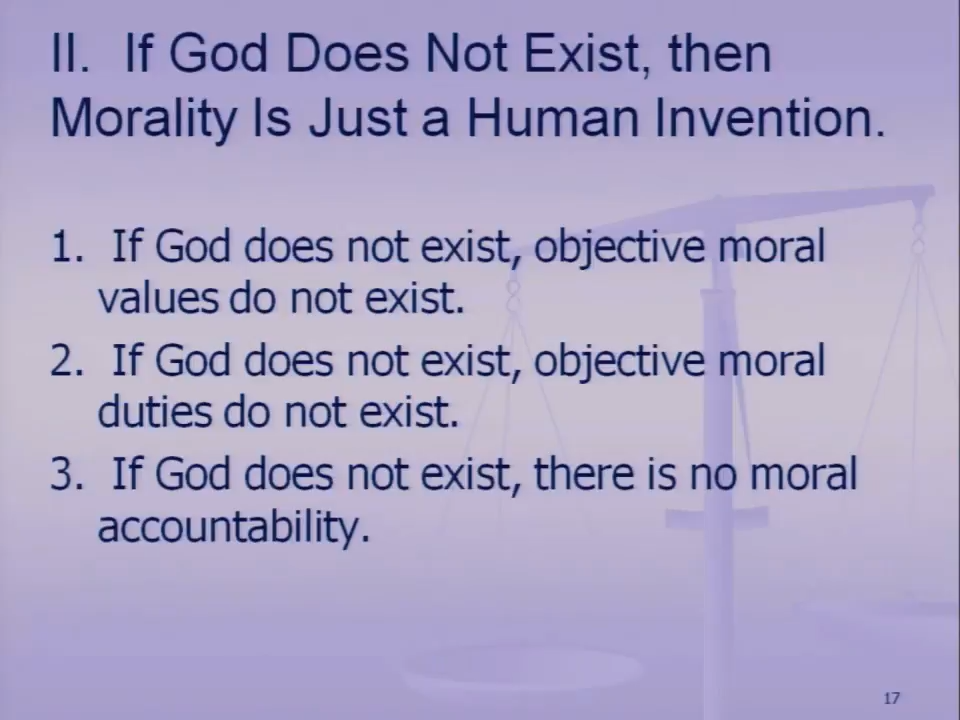 II. If God Does Not Exist, then
Morality Is Just a Human Invention.
1. If God does not exist, objective moral
values do not exist.
2. If God does not exist, objective moral
duties do not exist.
3. If God does not exist, there is no moral
accountability.
17